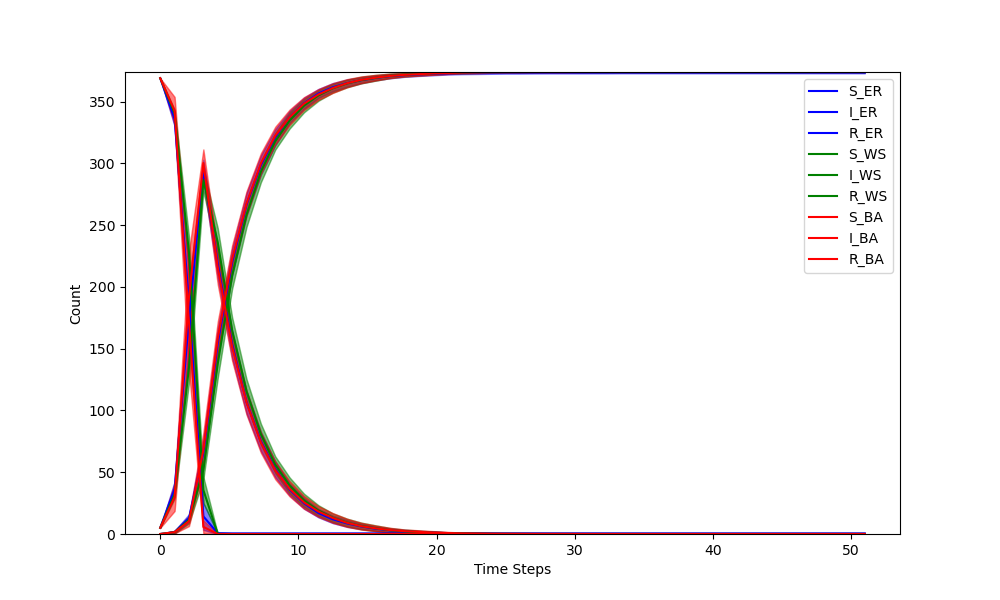 350
300
250
200
150
100
50
0
Count
0 10 20 30 40 50
Time Steps
S_ER
I_ER
R_ER
S_WS
I_WS
R_WS
S_BA
I_BA
R_BA